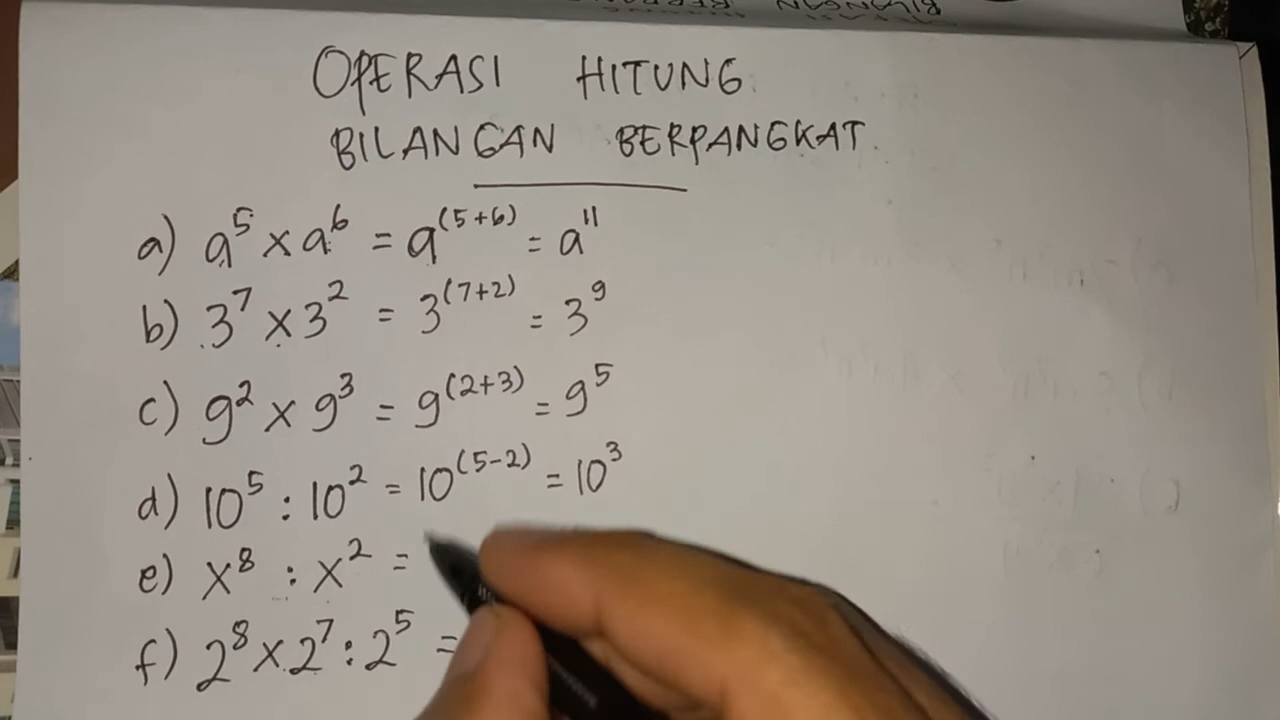 OPERASI HITUNG
BILANGAN BERPANGKAT
a) a⁵ × a⁶ = a⁽⁵⁺⁶⁾ = a¹¹
b) 3⁷ × 3² = 3⁽⁷⁺²⁾ = 3⁹
c) 9² × 9³ = 9⁽²⁺³⁾ = 9⁵
d) 10⁵ : 10² = 10⁽⁵⁻²⁾ = 10³
e) x⁸ : x² =
f) 2⁸ × 2⁷ : 2⁵ =